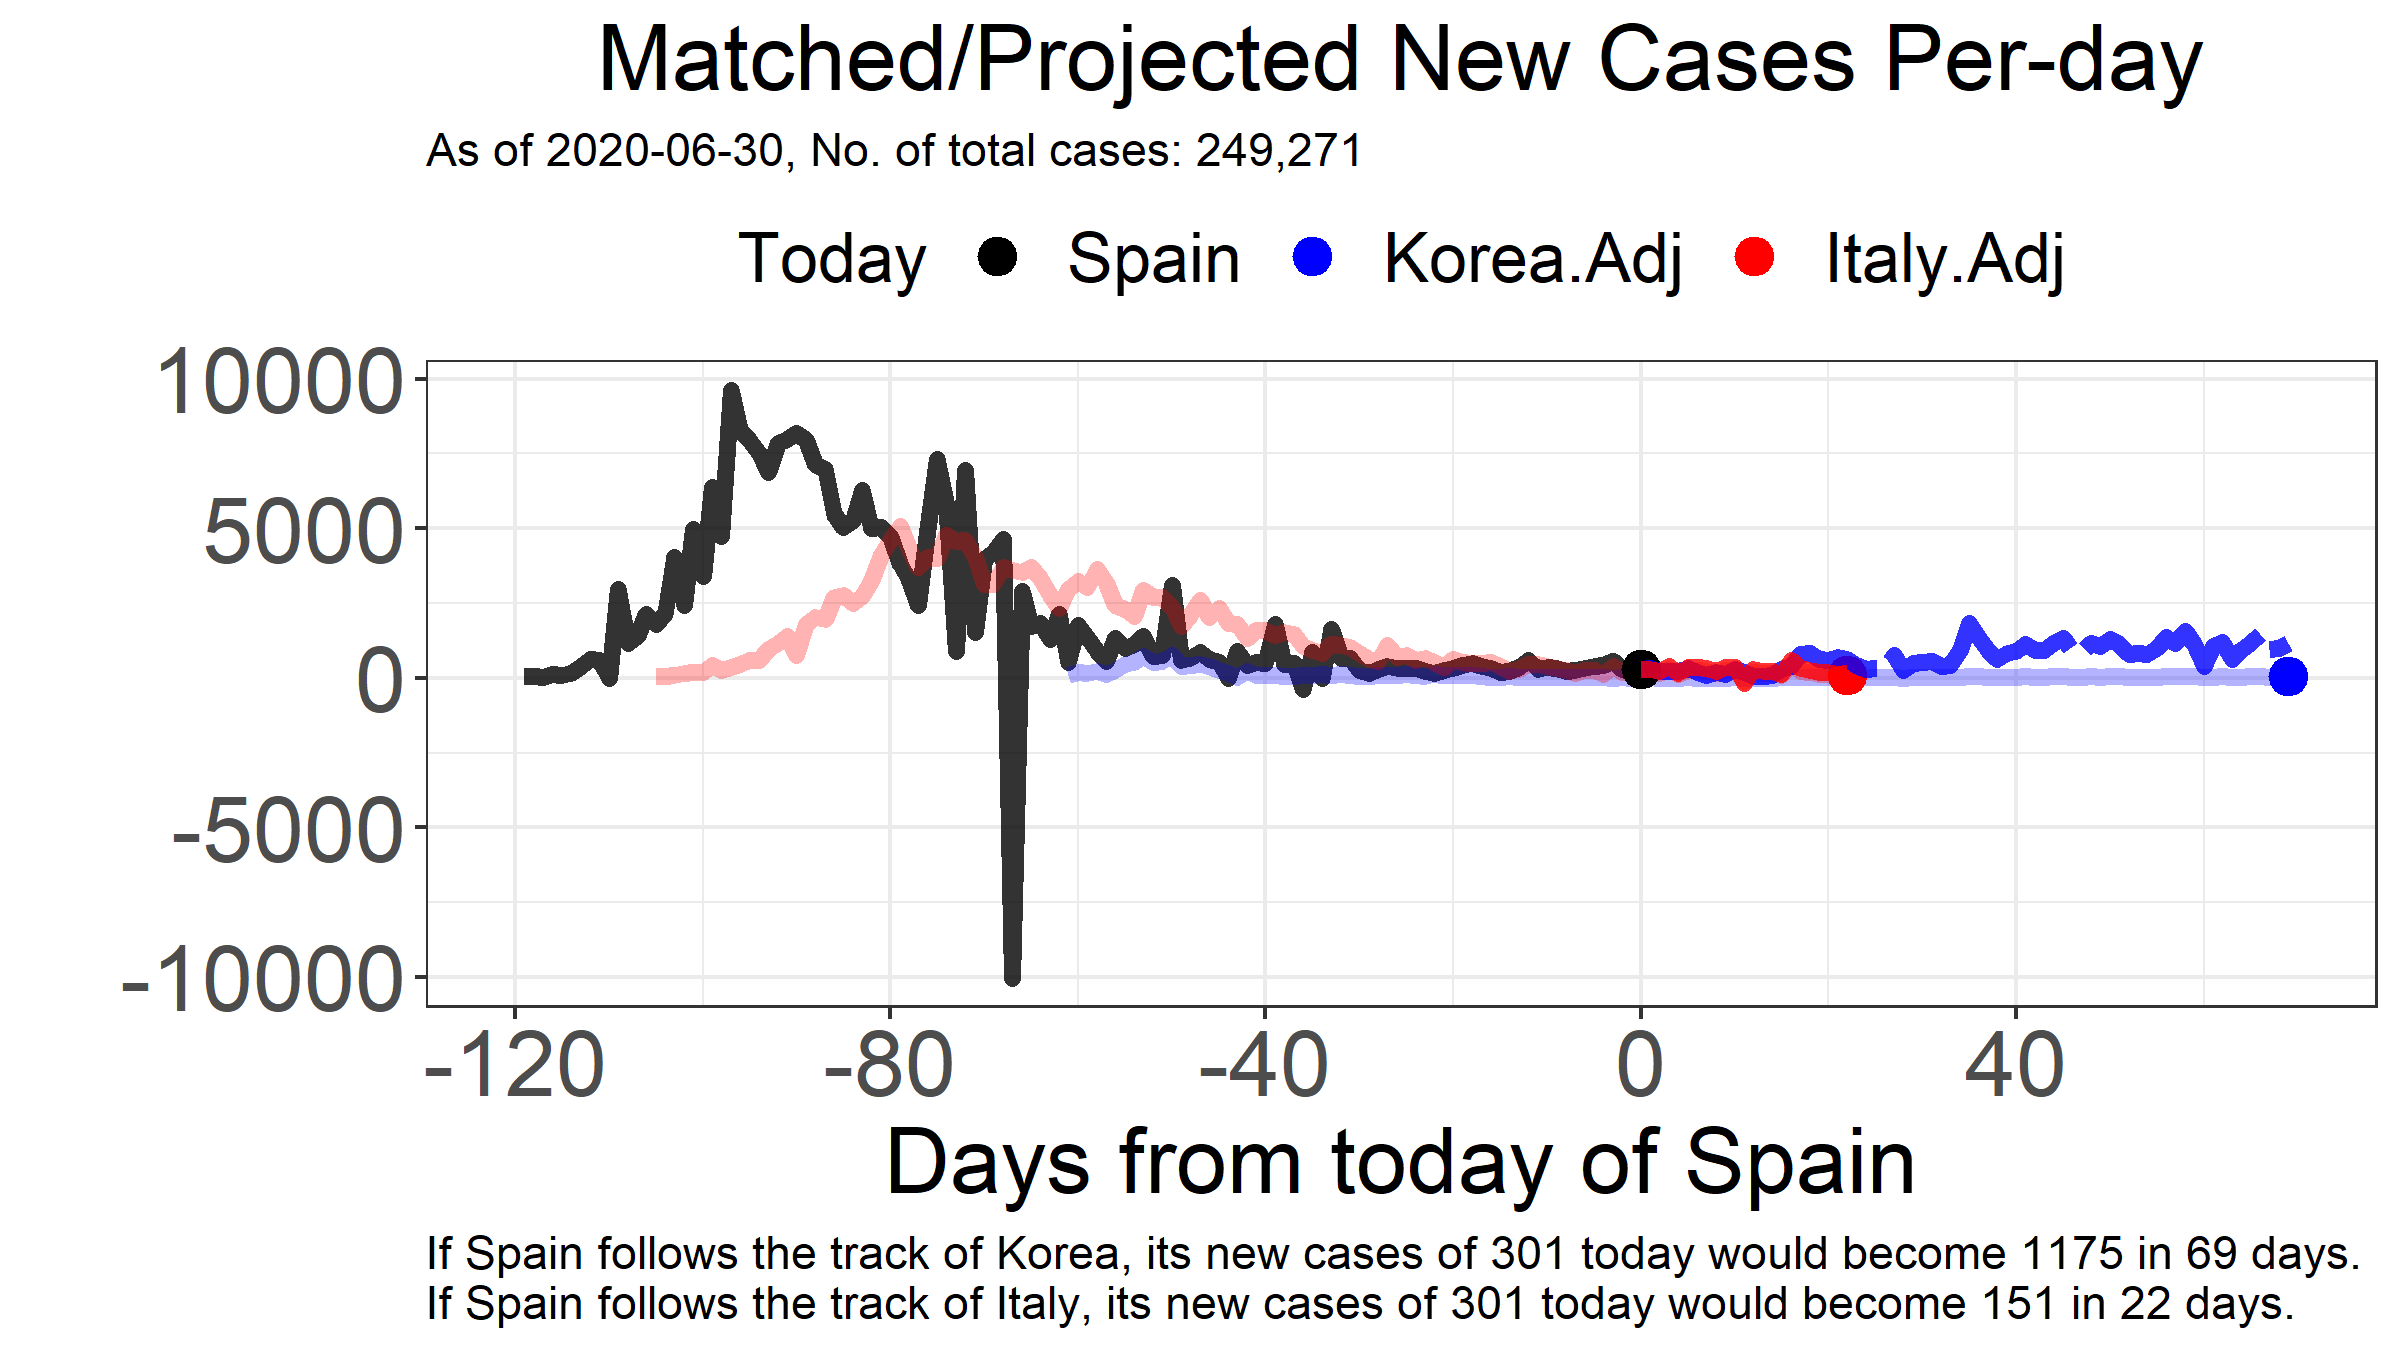 Matched/Projected New Cases Per-day
As of 2020-06-30, No. of total cases: 249,271
Today Spain Korea.Adj Italy.Adj
10000
5000
0
-5000
-10000
-120 -80 -40 0 40
Days from today of Spain
If Spain follows the track of Korea, its new cases of 301 today would become 1175 in 69 days.
If Spain follows the track of Italy, its new cases of 301 today would become 151 in 22 days.